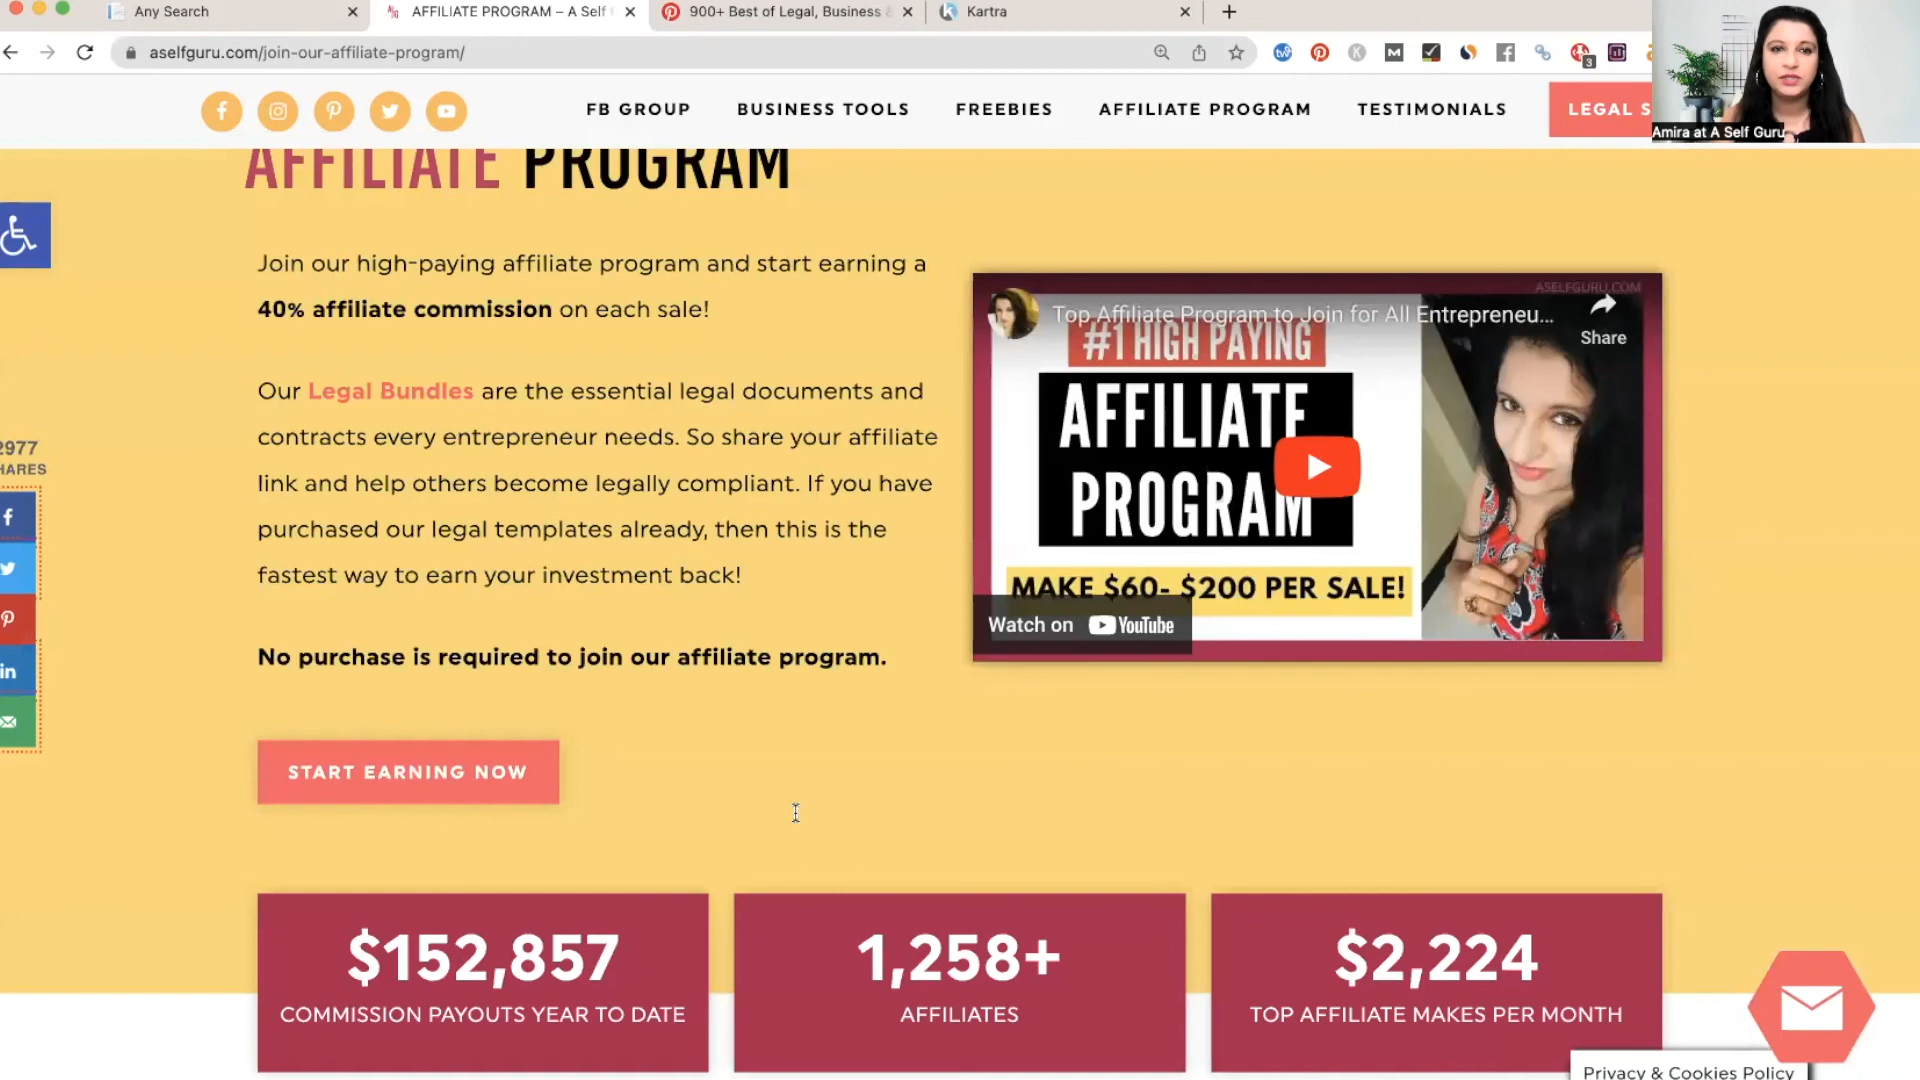 Any Search
AFFILIATE PROGRAM – A Self
900+ Best of Legal, Business &
Kartra
aselfguru.com/join-our-affiliate-program/
3
FB GROUP
BUSINESS TOOLS
FREEBIES
AFFILIATE PROGRAM
TESTIMONIALS
LEGAL S
Amira at A Self Guru
AFFILIATE PROGRAM
Join our high-paying affiliate program and start earning a
40% affiliate commission on each sale!
Our Legal Bundles are the essential legal documents and
contracts every entrepreneur needs. So share your affiliate
link and help others become legally compliant. If you have
purchased our legal templates already, then this is the
fastest way to earn your investment back!
No purchase is required to join our affiliate program.
START EARNING NOW
ASELFGURU.COM
Top Affiliate Program to Join for All Entrepreneu...
Share
#1 HIGH PAYING
AFFILIATE
PROGRAM
MAKE $60- $200 PER SALE!
Watch on YouTube
2977
HARES
$152,857
COMMISSION PAYOUTS YEAR TO DATE
1,258+
AFFILIATES
$2,224
TOP AFFILIATE MAKES PER MONTH
Privacy & Cookies Policy